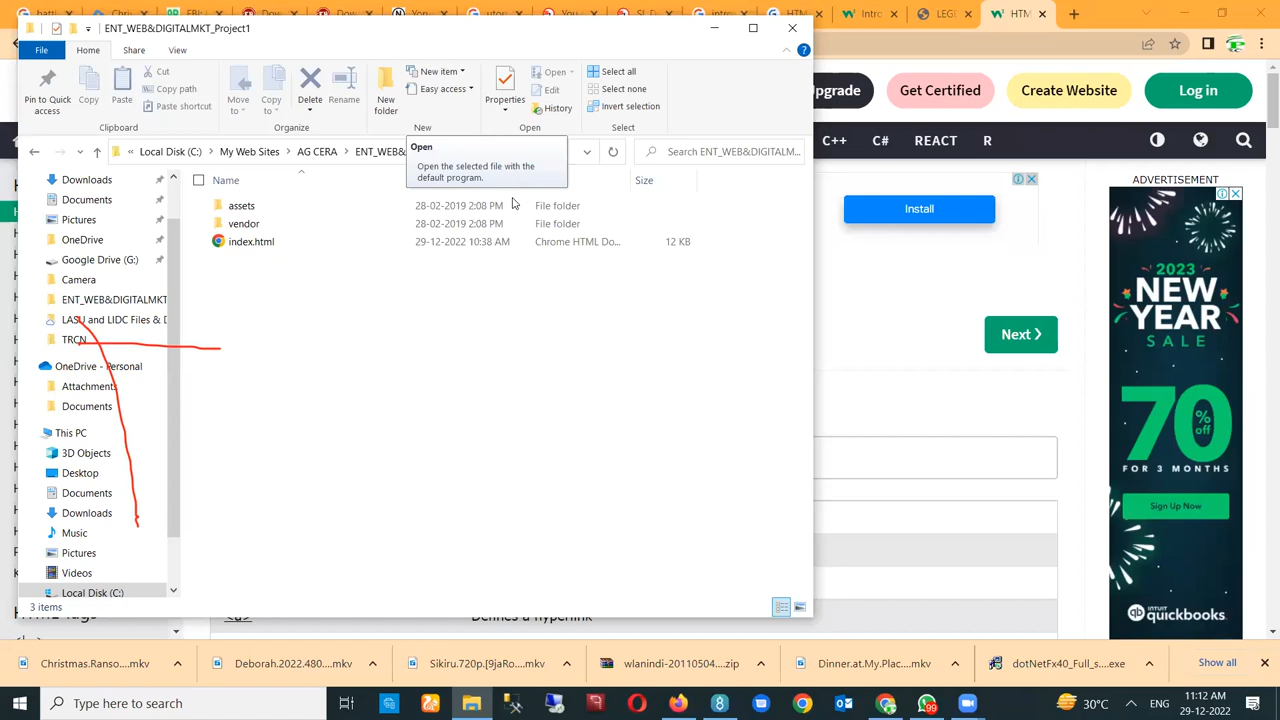 ENT_WEB&DIGITALMKT_Project1
LEGI
HTM
File
Home
Share
View
Pin to Quick access
Copy
Paste
Cut
Copy path
Paste shortcut
Clipboard
Move to
Copy to
Delete
Rename
Organize
New folder
New item
Easy access
New
Properties
Open
Edit
History
Open
Select all
Select none
Invert selection
Select
Upgrade
Get Certified
Create Website
Log in
C++
C#
REACT
R
Local Disk (C:)
My Web Sites
AG CERA
ENT_WEB&
Search ENT_WEB&DIGITALM...
Open
Open the selected file with the
default program.
Name
Size
assets
28-02-2019 2:08 PM
File folder
vendor
28-02-2019 2:08 PM
File folder
index.html
29-12-2022 10:38 AM
Chrome HTML Do...
12 KB
Downloads
Documents
Pictures
OneDrive
Google Drive (G:)
Camera
ENT_WEB&DIGITALMKT
LASU and LIDC Files & D
TRCN
OneDrive - Personal
Attachments
Documents
This PC
3D Objects
Desktop
Documents
Downloads
Music
Pictures
Videos
Local Disk (C:)
3 items
Install
ADVERTISEMENT
2023
NEW
YEAR
SALE
70 % off
FOR 3 MONTHS
Sign Up Now
INTUIT
quickbooks
Next ❯
<a>
Defines a hyperlink
Christmas.Ranso....mkv
Deborah.2022.480....mkv
Sikiru.720p.[9jaRo....mkv
wlanindi-20110504....zip
Dinner.at.My.Plac....mkv
dotNetFx40_Full_s....exe
Show all
Type here to search
99
30°C
ENG
11:12 AM
29-12-2022